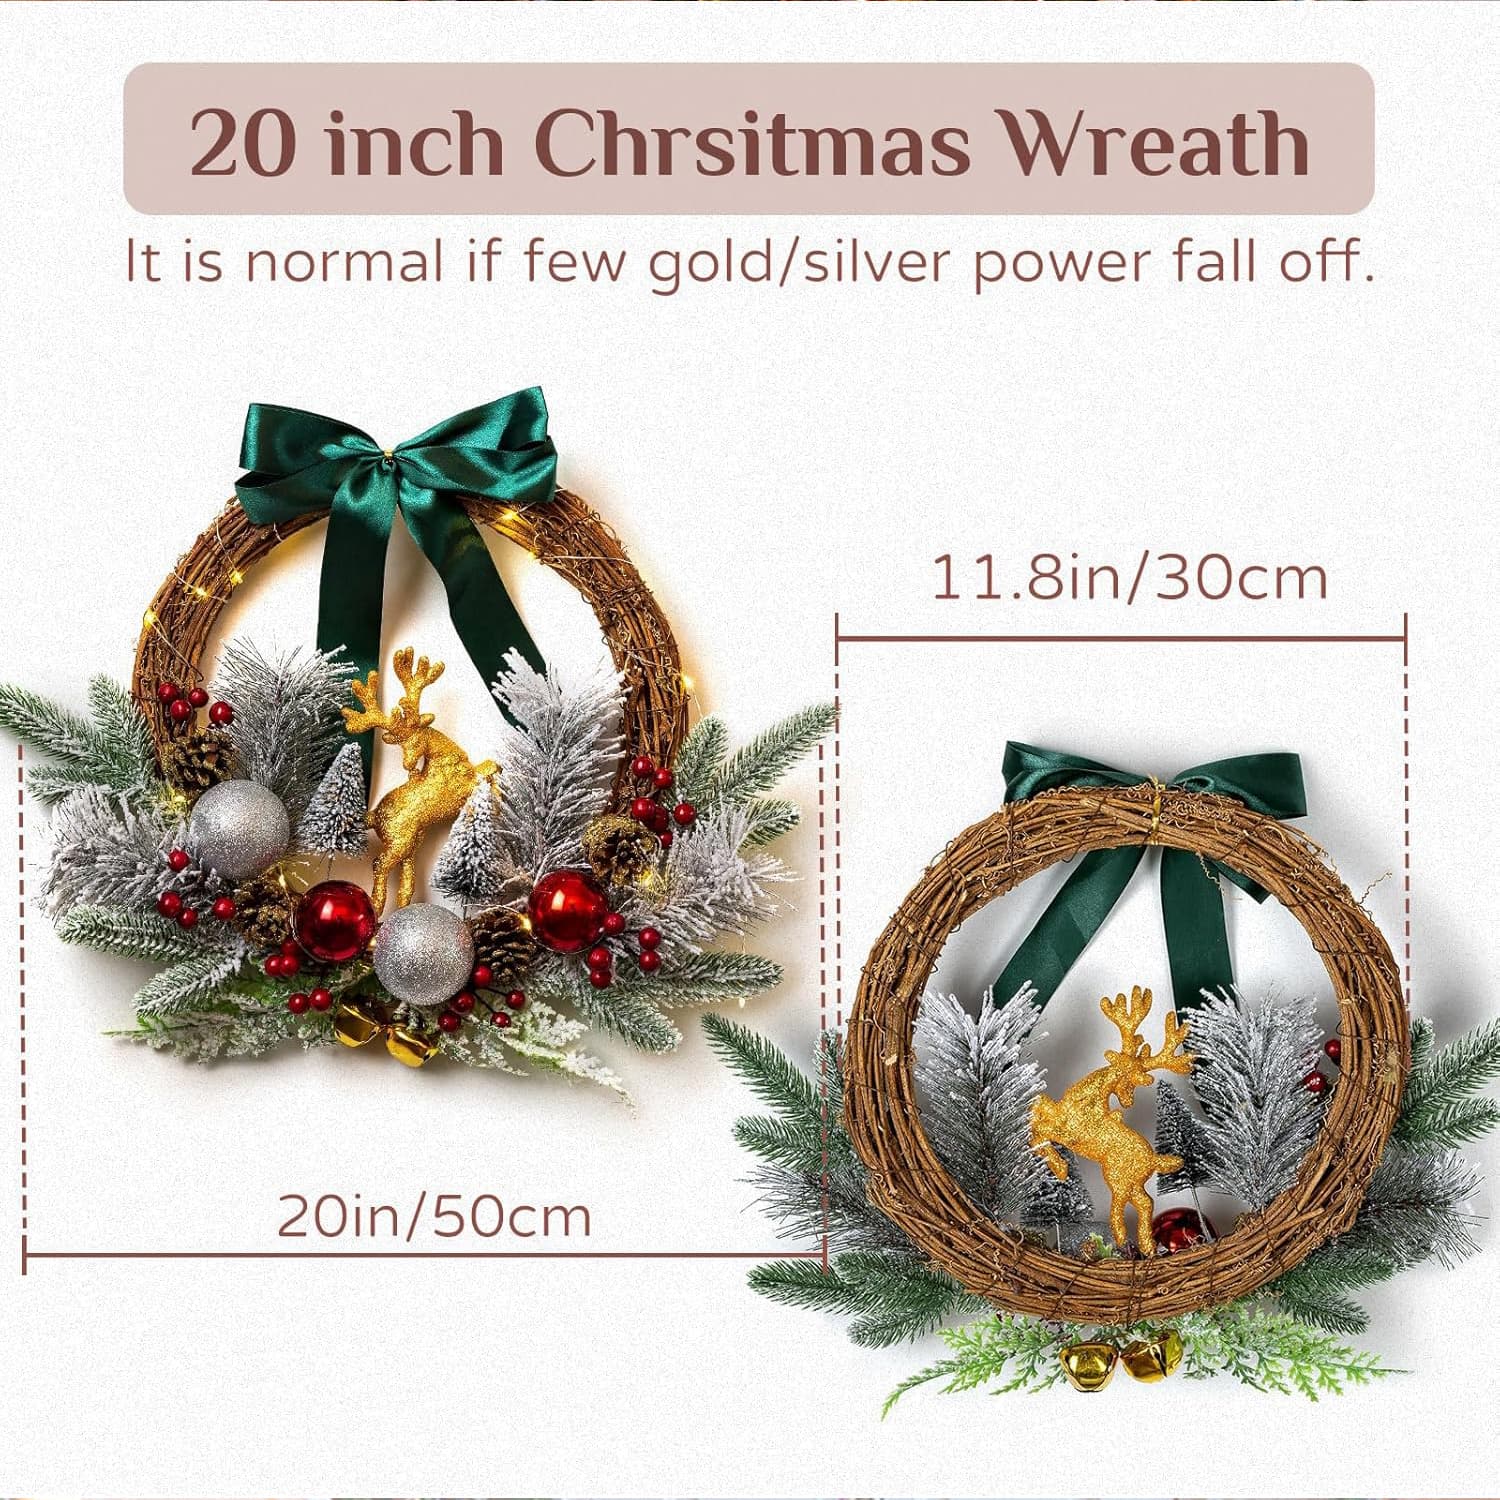 20 inch Chrsitmas Wreath
It is normal if few gold/silver power fall off.
11.8in/30cm
20in/50cm